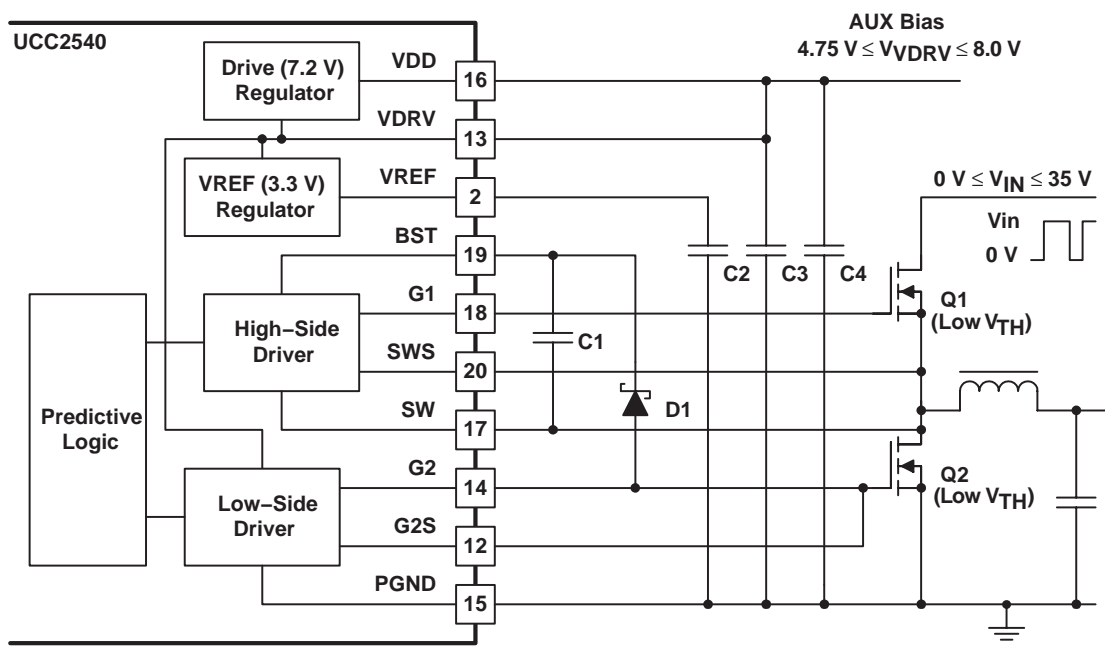 UCC2540
Drive (7.2 V)
Regulator
VREF (3.3 V)
Regulator
VDD
16
VDRV
13
VREF
2
BST
19
G1
18
SWS
20
SW
17
G2
14
G2S
12
PGND
15
Predictive
Logic
High−Side
Driver
Low−Side
Driver
C1
D1
C2
C3
C4
AUX Bias
4.75 V ≤ VVDRV ≤ 8.0 V
0 V ≤ VIN ≤ 35 V
Vin
0 V
Q1
(Low VTH)
Q2
(Low VTH)